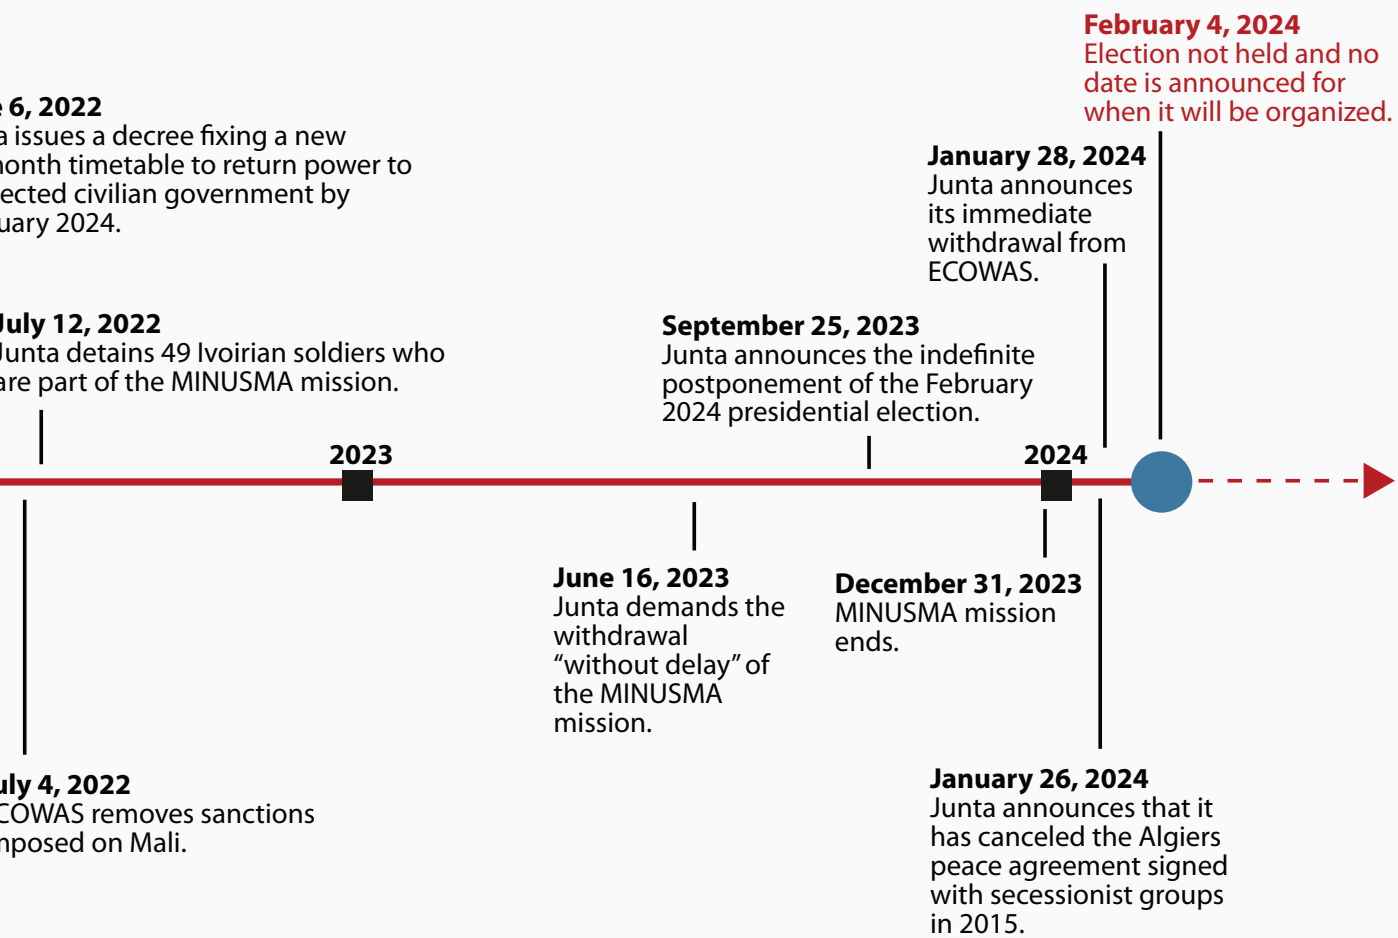 February 4, 2024
Election not held and no
date is announced for
when it will be organized.
6, 2022
issues a decree fixing a new
timetable to return power to
civilian government by
2024.
January 28, 2024
Junta announces
its immediate
withdrawal from
ECOWAS.
July 12, 2022
Junta detains 49 Ivoirian soldiers who
are part of the MINUSMA mission.
September 25, 2023
Junta announces the indefinite
postponement of the February
2024 presidential election.
2023
2024
June 16, 2023
Junta demands the
withdrawal
“without delay” of
the MINUSMA
mission.
December 31, 2023
MINUSMA mission
ends.
4, 2022
removes sanctions
on Mali.
January 26, 2024
Junta announces that it
has canceled the Algiers
peace agreement signed
with secessionist groups
in 2015.